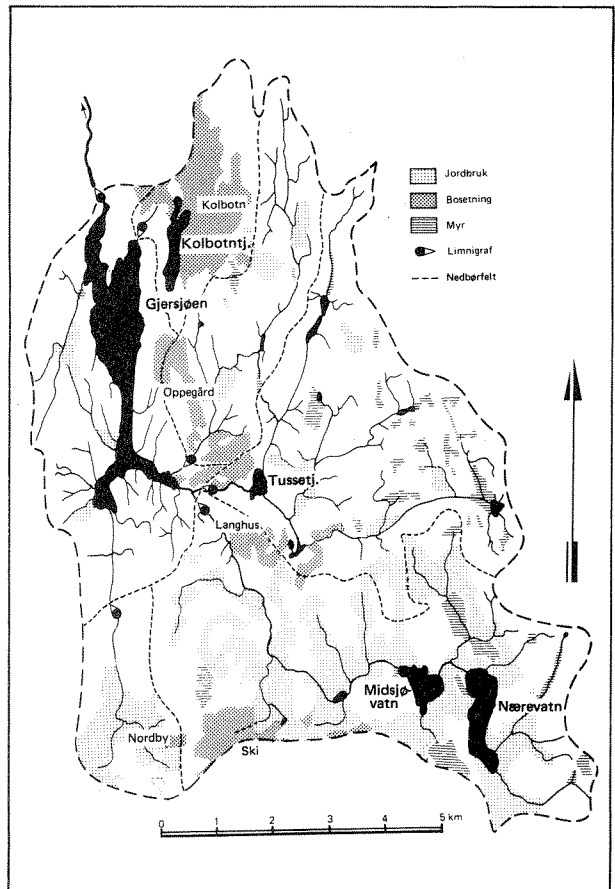 Jordbruk
Bosetning
Myr
Limnigraf
Nedbørfelt
Kolbotn
Kolbotntj.
Gjersjøen
Oppegård
Tussetj.
Langhus
Midsjø-
vatn
Nærevatn
Nordby
Ski
0 1 2 3 4 5 km